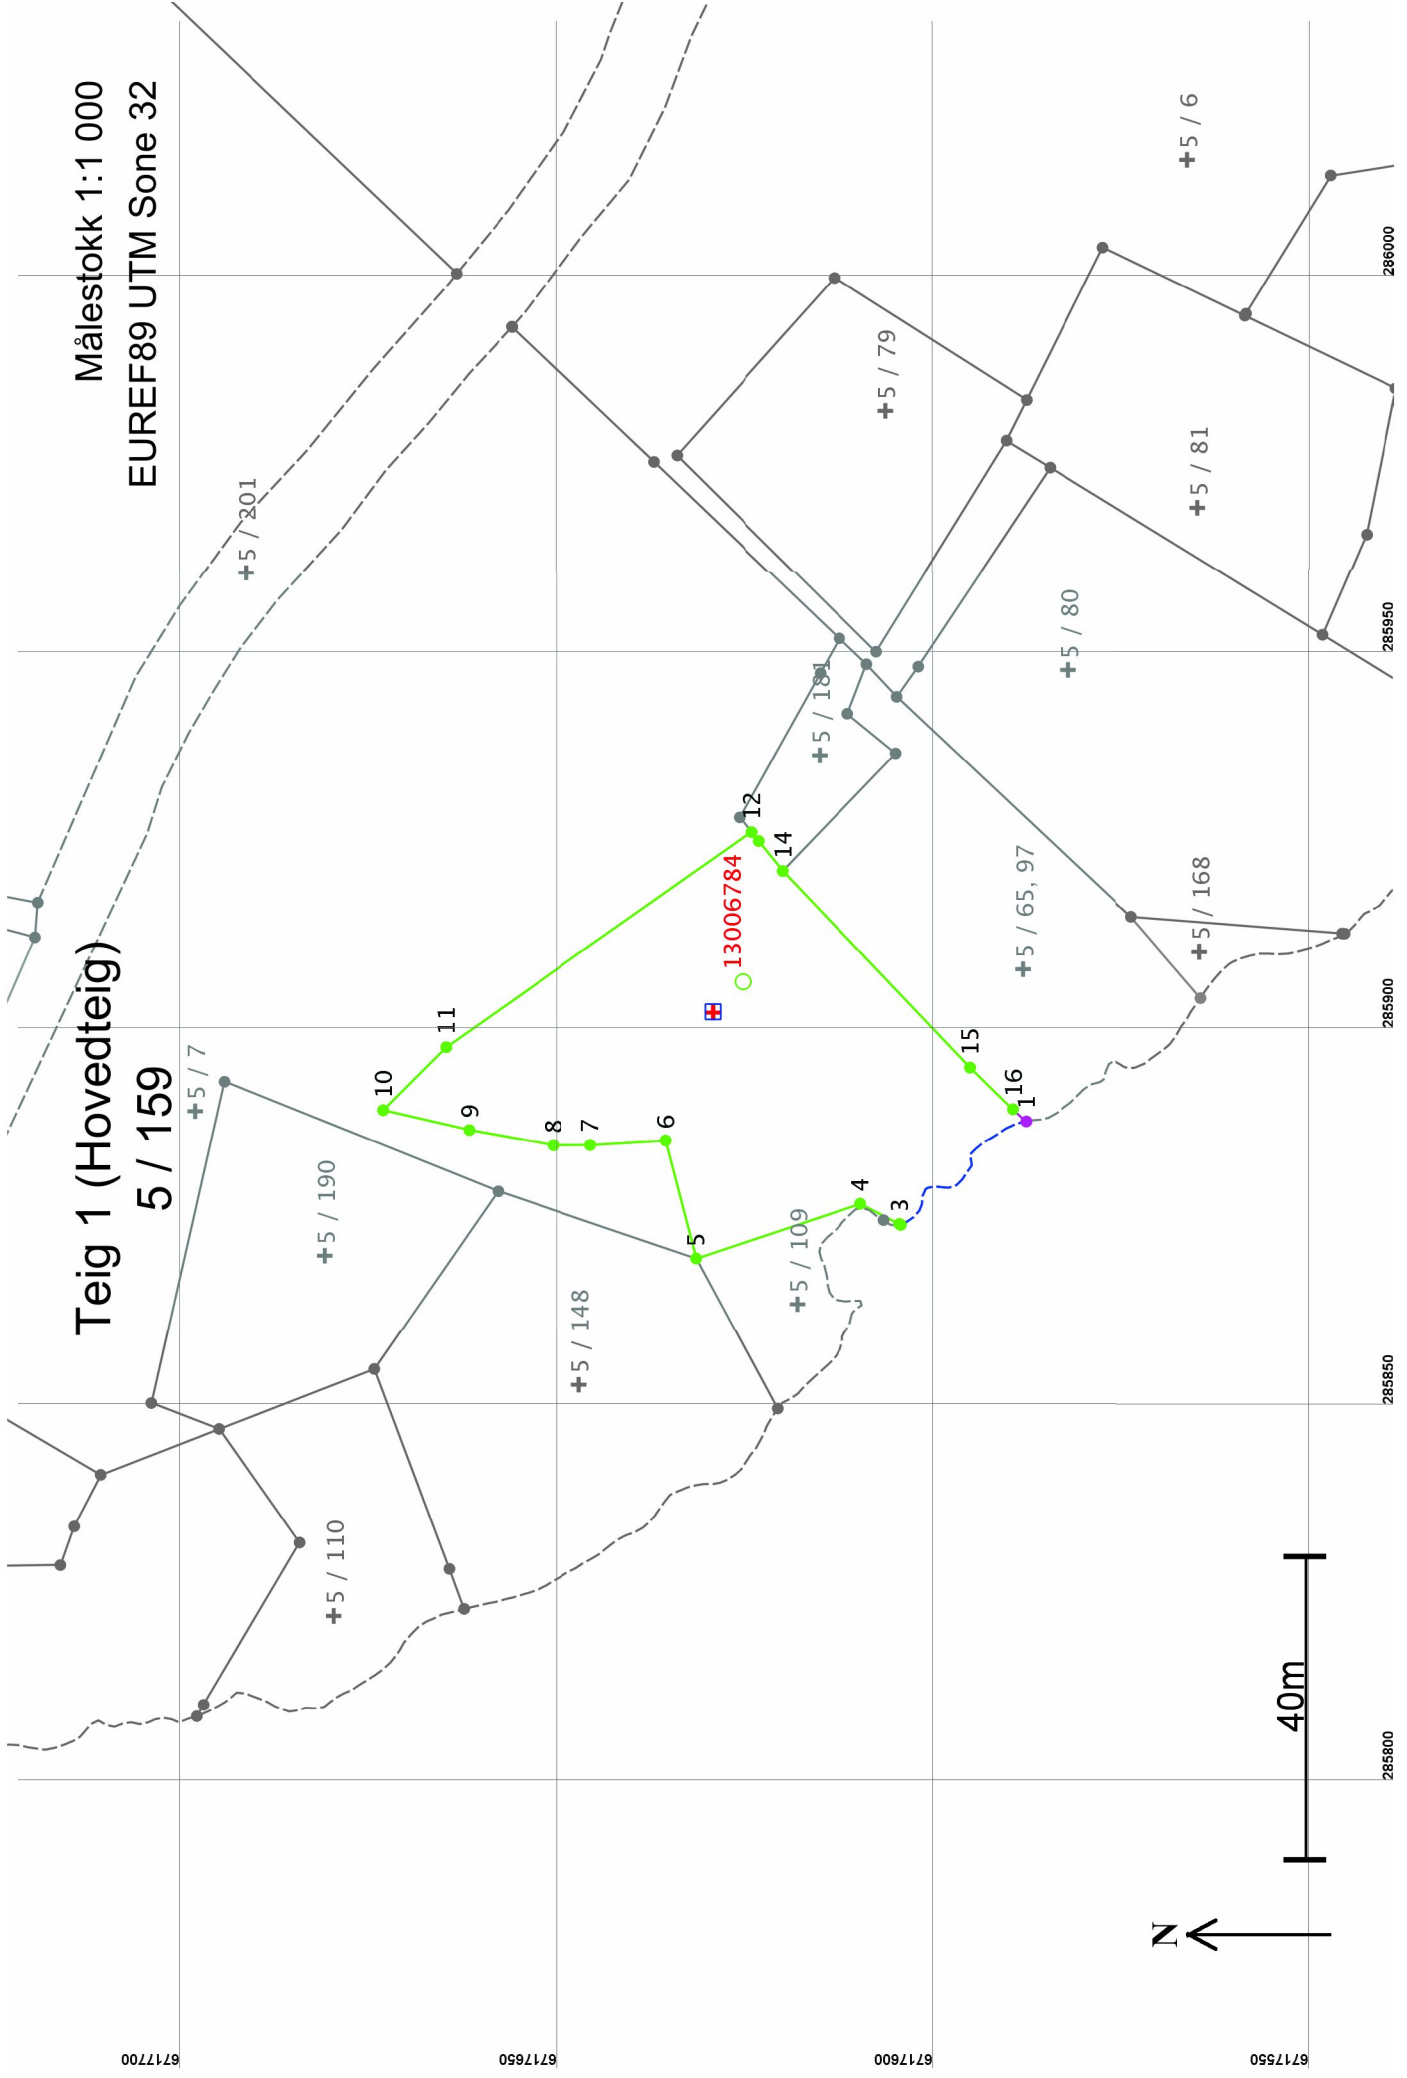 Teig 1 (Hovedteig)
5 / 159
Målestokk 1:1 000
EUREF89 UTM Sone 32
5 / 201
5 / 7
5 / 190
5 / 110
5 / 148
5 / 109
5 / 181
5 / 79
5 / 6
5 / 80
5 / 81
5 / 65, 97
5 / 168
13006784
10
11
9
8
7
6
5
4
3
12
14
15
16
1
6717700
6717650
6717600
6717550
285800
285850
285900
285950
286000
N
40m